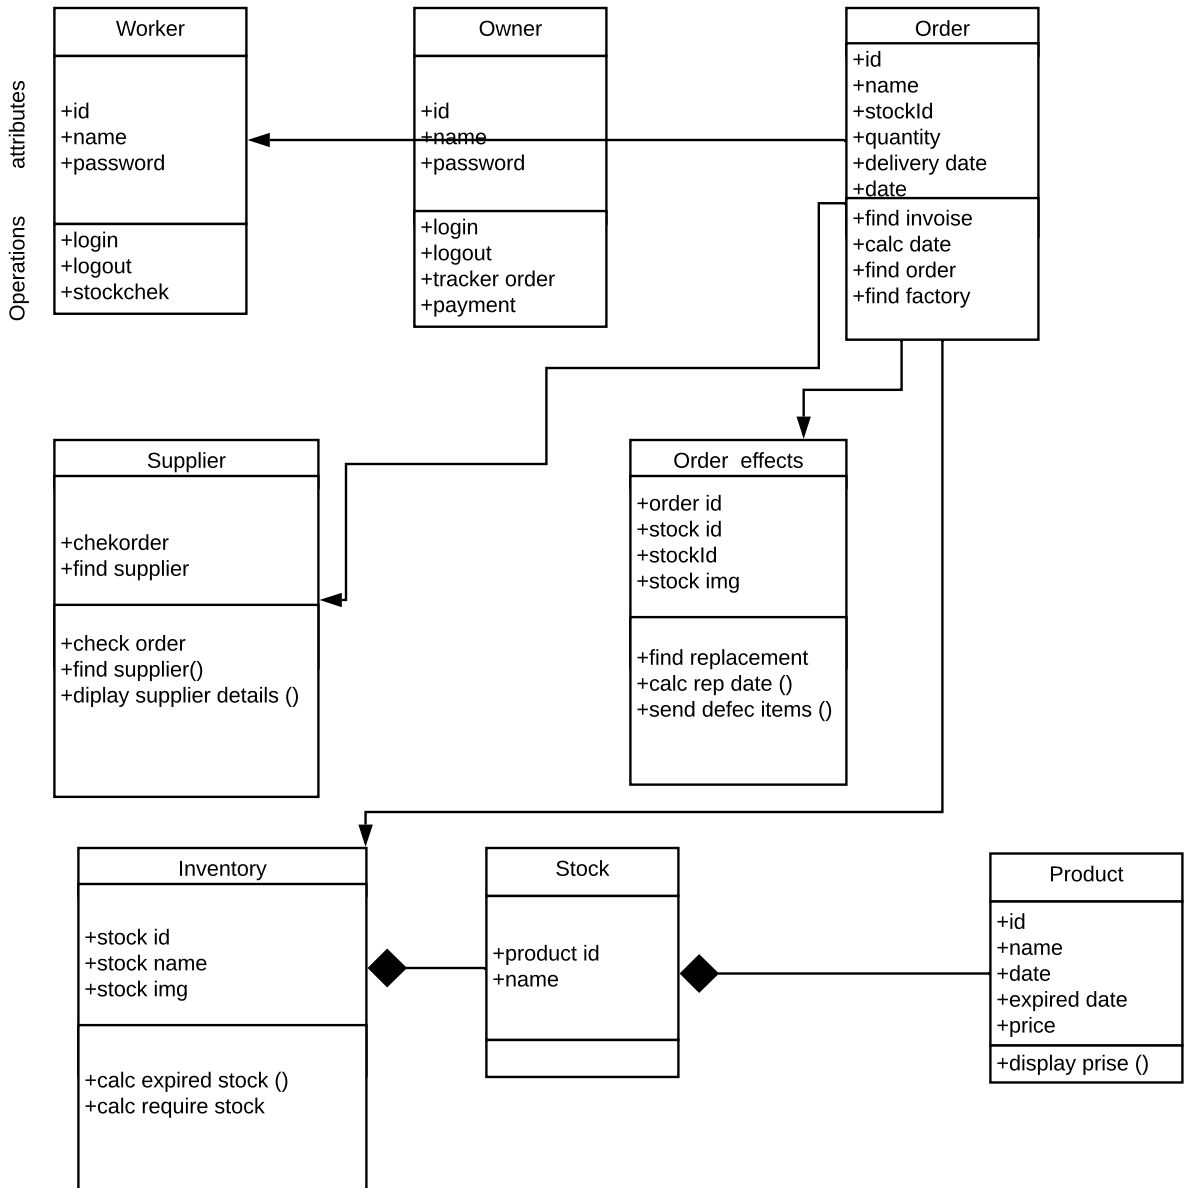 attributes
Operations
Worker
+id
+name
+password
+login
+logout
+stockchek
Owner
+id
+name
+password
+login
+logout
+tracker order
+payment
Order
+id
+name
+stockId
+quantity
+delivery date
+date
+find invoise
+calc date
+find order
+find factory
Supplier
+chekorder
+find supplier
+check order
+find supplier()
+diplay supplier details ()
Order effects
+order id
+stock id
+stockId
+stock img
+find replacement
+calc rep date ()
+send defec items ()
Inventory
+stock id
+stock name
+stock img
+calc expired stock ()
+calc require stock
Stock
+product id
+name
Product
+id
+name
+date
+expired date
+price
+display prise ()